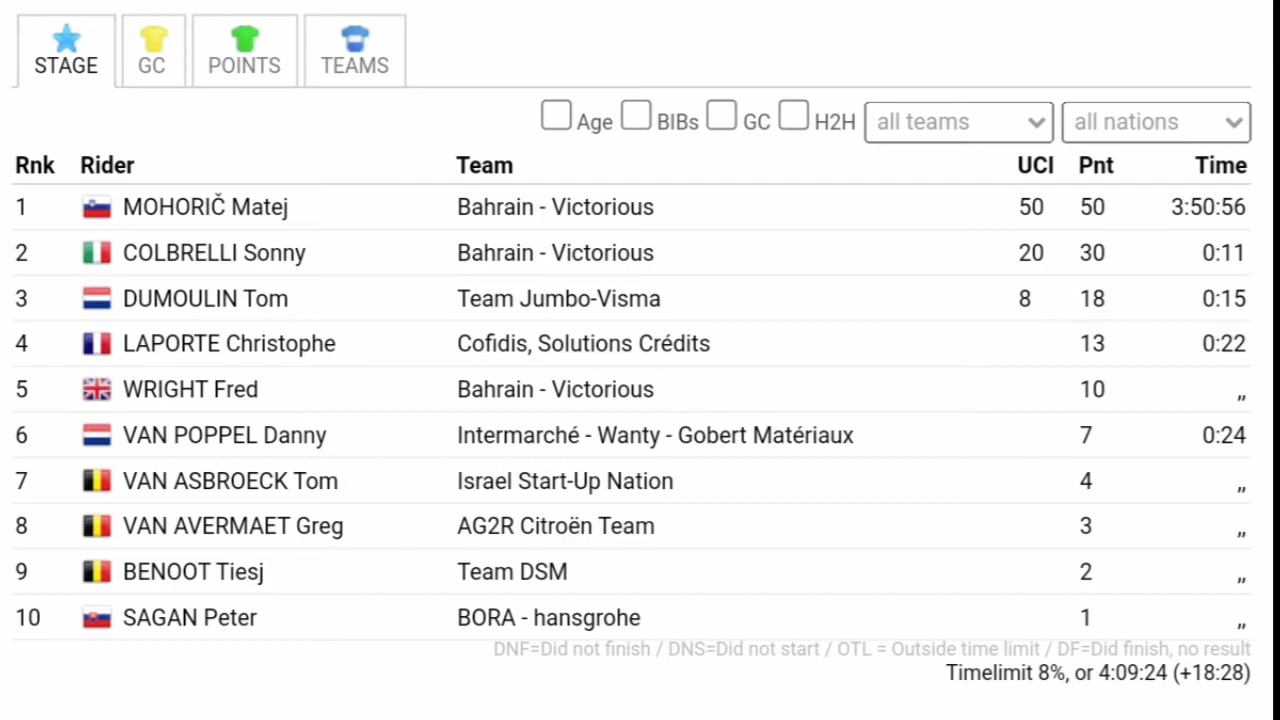 STAGE GC POINTS TEAMS
Age BIBs GC H2H all teams all nations
Rnk Rider Team UCI Pnt Time
1 MOHORIČ Matej Bahrain - Victorious 50 50 3:50:56
2 COLBRELLI Sonny Bahrain - Victorious 20 30 0:11
3 DUMOULIN Tom Team Jumbo-Visma 8 18 0:15
4 LAPORTE Christophe Cofidis, Solutions Crédits 13 0:22
5 WRIGHT Fred Bahrain - Victorious 10 „
6 VAN POPPEL Danny Intermarché - Wanty - Gobert Matériaux 7 0:24
7 VAN ASBROECK Tom Israel Start-Up Nation 4 „
8 VAN AVERMAET Greg AG2R Citroën Team 3 „
9 BENOOT Tiesj Team DSM 2 „
10 SAGAN Peter BORA - hansgrohe 1 „
DNF=Did not finish / DNS=Did not start / OTL = Outside time limit / DF=Did finish, no result
Timelimit 8%, or 4:09:24 (+18:28)